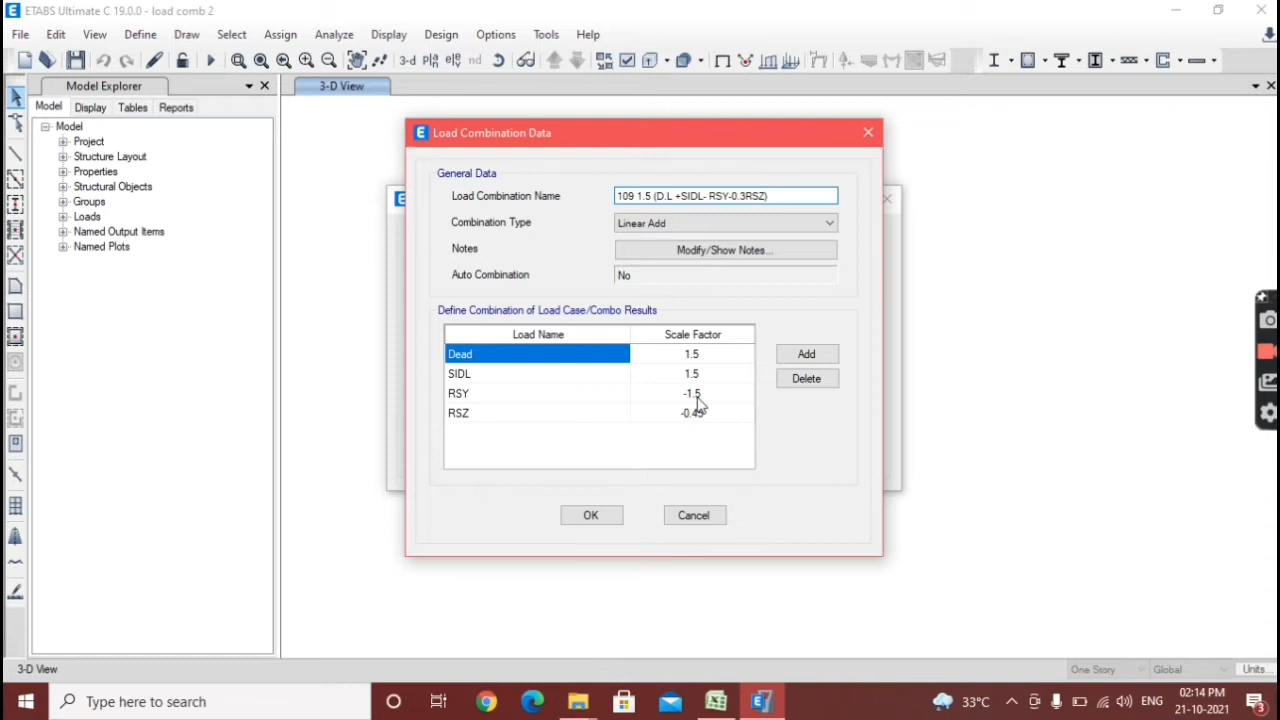 ETABS Ultimate C 19.0.0 - load comb 2
File Edit View Define Draw Select Assign Analyze Display Design Options Tools Help
3-d
nd
Model Explorer
3-D View
Model Display Tables Reports
Model
Project
Structure Layout
Properties
Structural Objects
Groups
Loads
Named Output Items
Named Plots
Load Combination Data
General Data
Load Combination Name 109 1.5 (D.L +SIDL- RSY-0.3RSZ)
Combination Type Linear Add
Notes Modify/Show Notes...
Auto Combination No
Define Combination of Load Case/Combo Results
Load Name Scale Factor
Dead 1.5 Add
SIDL 1.5 Delete
RSY -1.5
RSZ -0.45
OK Cancel
3-D View One Story Global Units...
Type here to search
33°C ENG 02:14 PM
21-10-2021 3